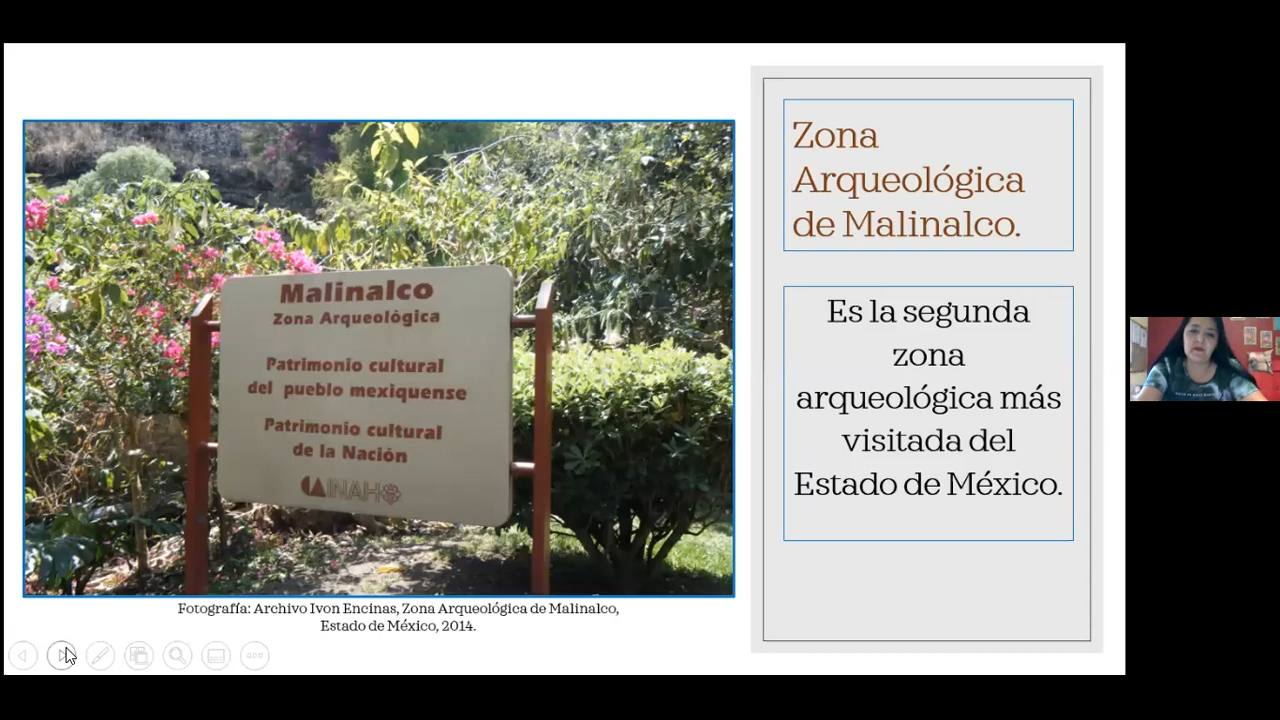 Malinalco
Zona Arqueológica
Patrimonio cultural
del pueblo mexiquense
Patrimonio cultural
de la Nación
INAH
Fotografía: Archivo Ivon Encinas, Zona Arqueológica de Malinalco,
Estado de México, 2014.
Zona
Arqueológica
de Malinalco.
Es la segunda
zona
arqueológica más
visitada del
Estado de México.